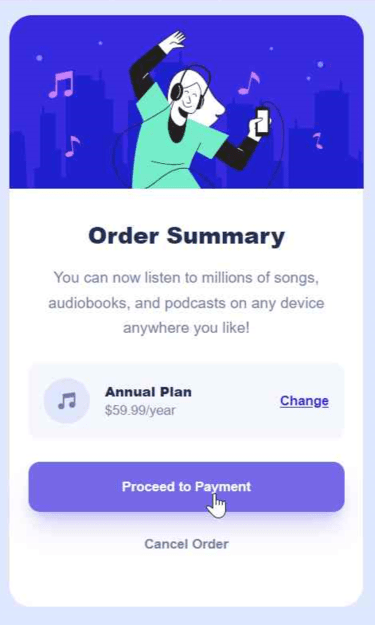 Order Summary
You can now listen to millions of songs,
audiobooks, and podcasts on any device
anywhere you like!
Annual Plan
$59.99/year
Change
Proceed to Payment
Cancel Order